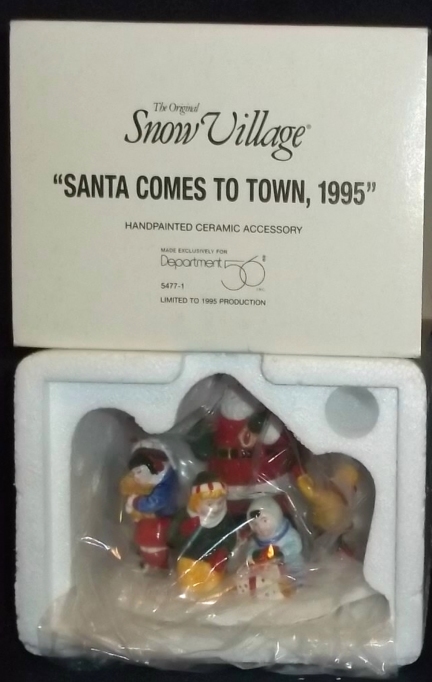 The Original
Snow Village®
“SANTA COMES TO TOWN, 1995”
HANDPAINTED CERAMIC ACCESSORY
MADE EXCLUSIVELY FOR
Department 56
5477-1
LIMITED TO 1995 PRODUCTION